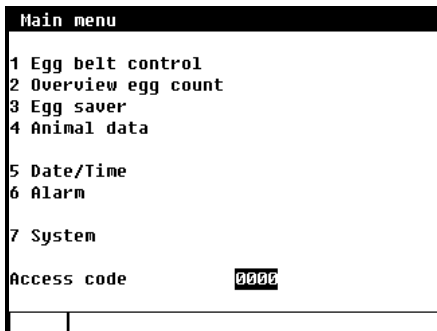 Main menu
1 Egg belt control
2 Overview egg count
3 Egg saver
4 Animal data
5 Date/Time
6 Alarm
7 System
Access code 0000